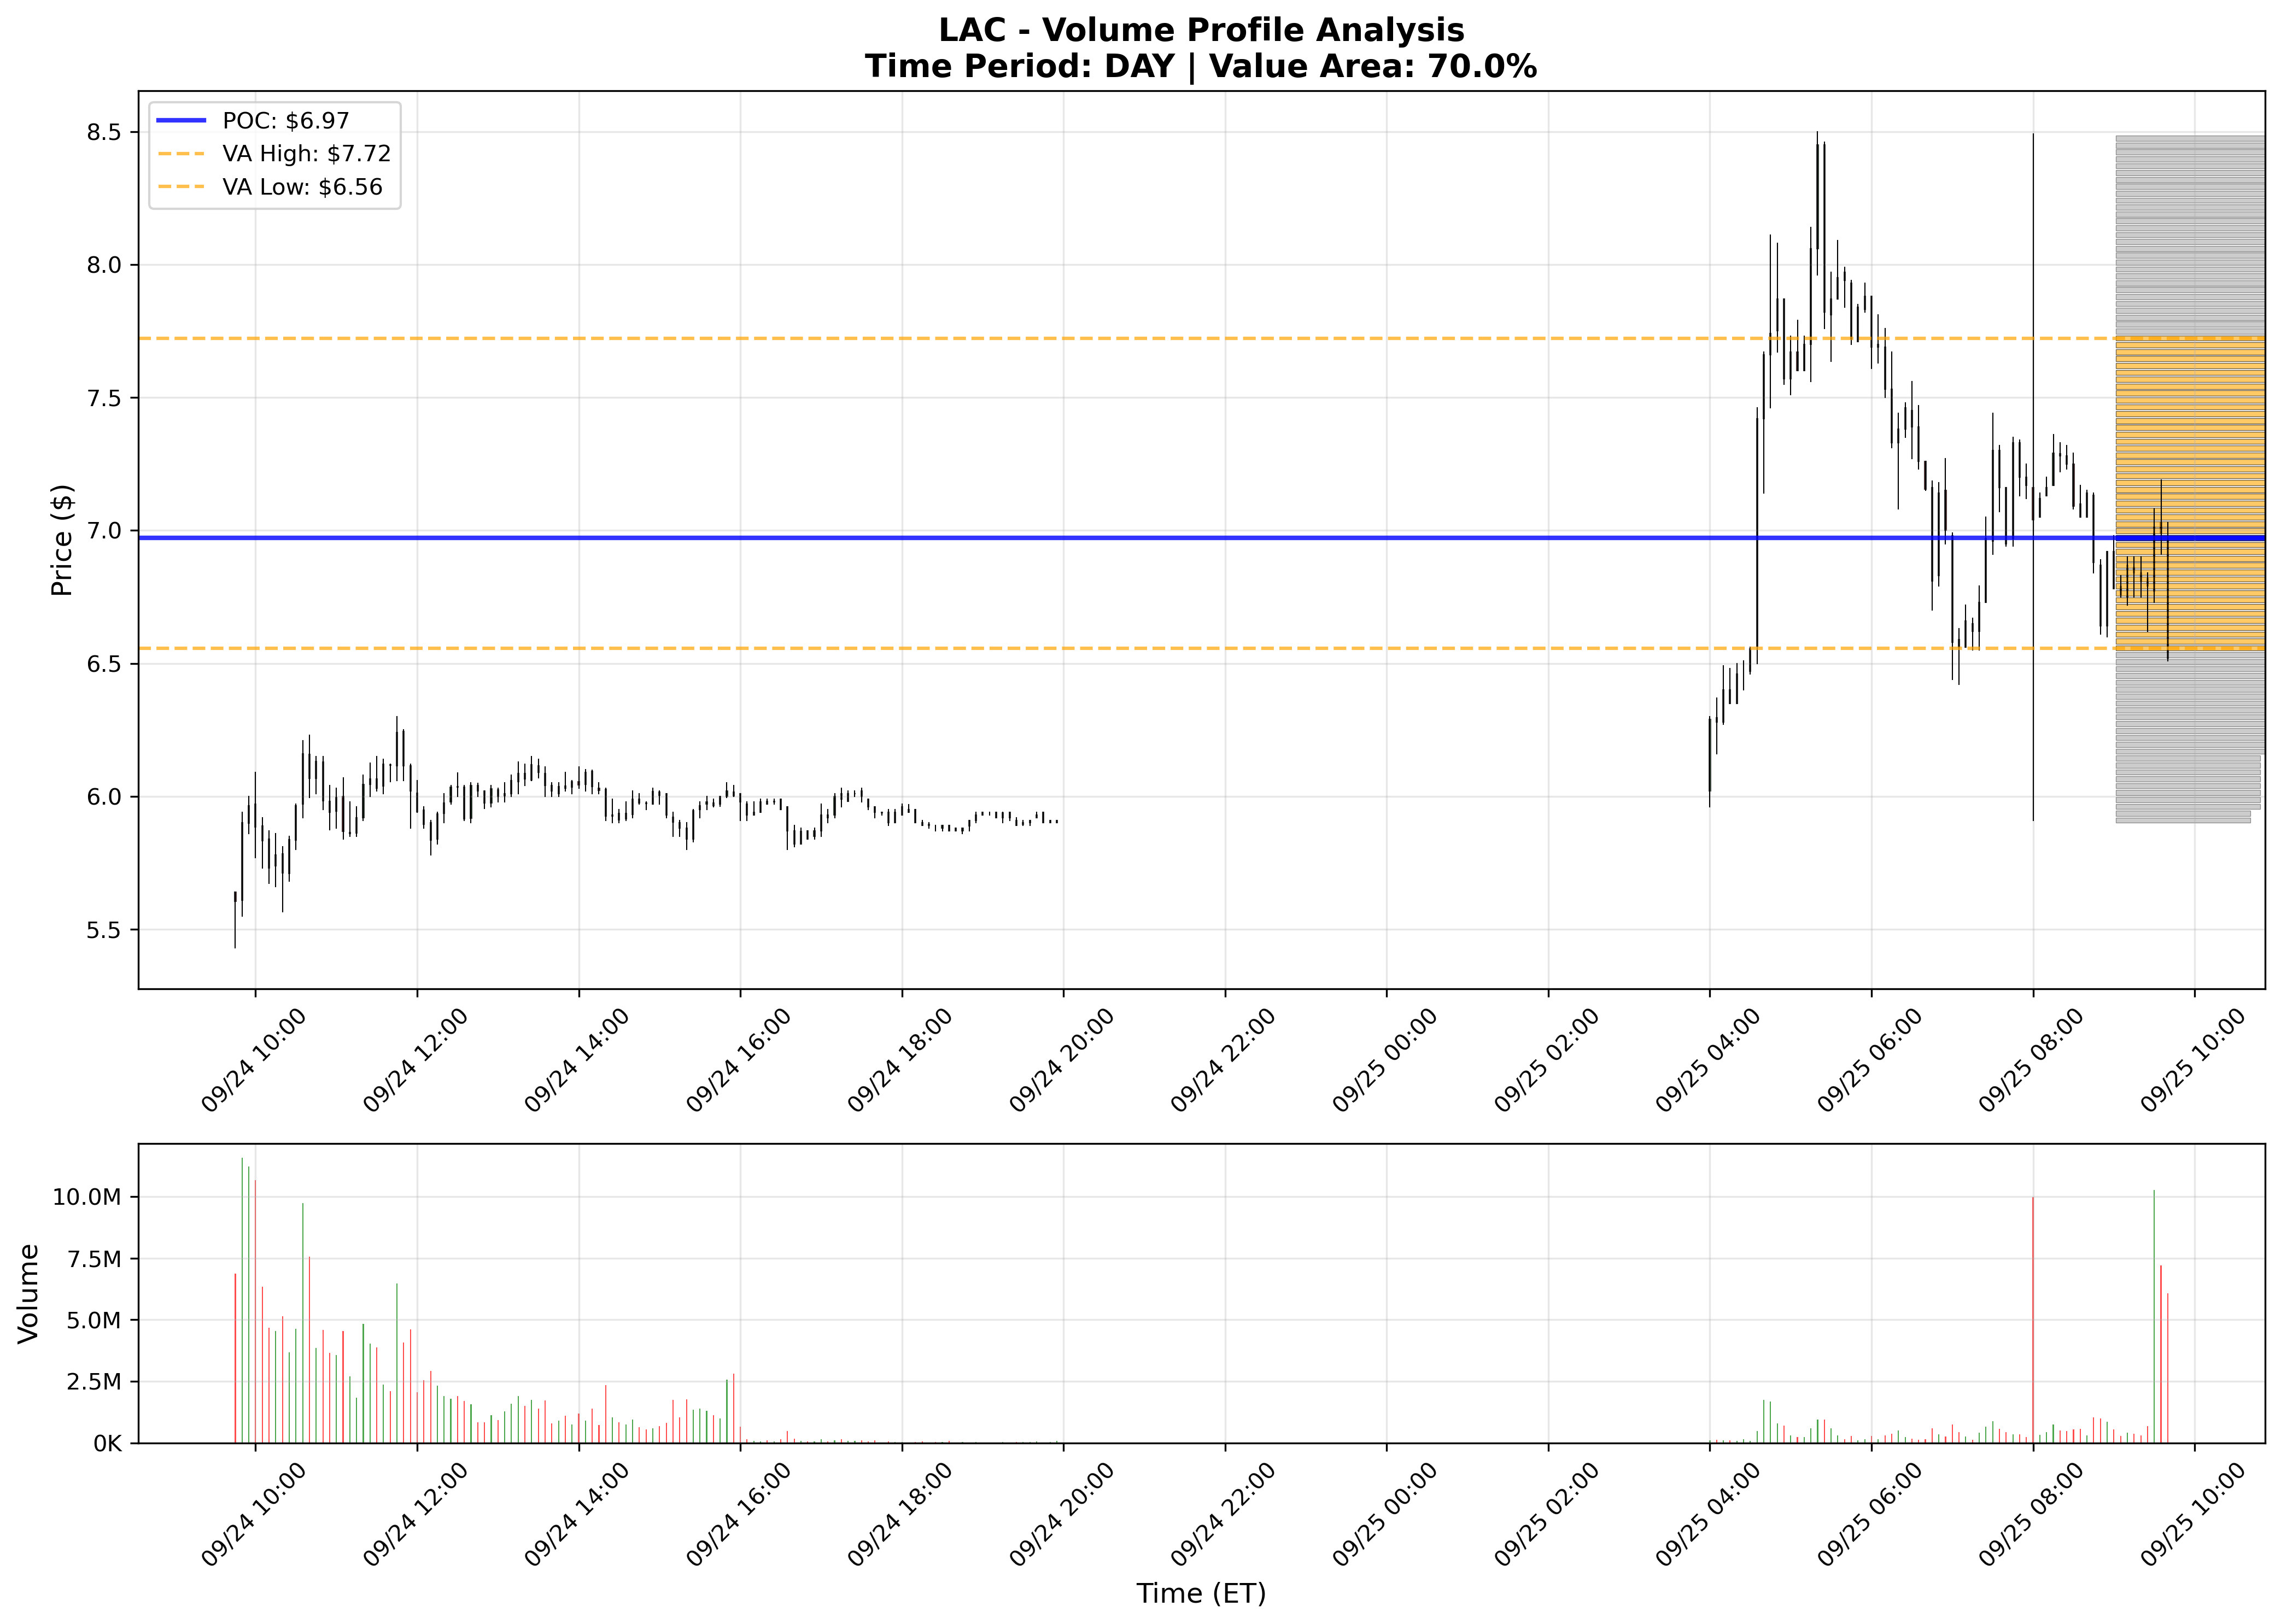 LAC - Volume Profile Analysis
Time Period: DAY | Value Area: 70.0%
POC: $6.97
VA High: $7.72
VA Low: $6.56
Price ($)
8.5
8.0
7.5
7.0
6.5
6.0
5.5
09/24 10:00
09/24 12:00
09/24 14:00
09/24 16:00
09/24 18:00
09/24 20:00
09/24 22:00
09/25 00:00
09/25 02:00
09/25 04:00
09/25 06:00
09/25 08:00
09/25 10:00
Volume
10.0M
7.5M
5.0M
2.5M
0K
09/24 10:00
09/24 12:00
09/24 14:00
09/24 16:00
09/24 18:00
09/24 20:00
09/24 22:00
09/25 00:00
09/25 02:00
09/25 04:00
09/25 06:00
09/25 08:00
09/25 10:00
Time (ET)